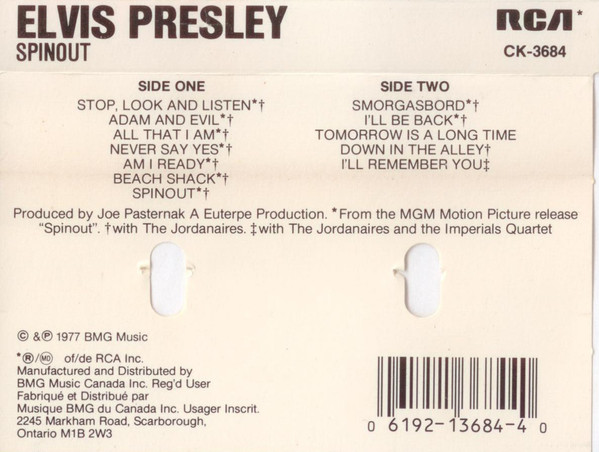 ELVIS PRESLEY
SPINOUT
RCA*
CK-3684
SIDE ONE
STOP, LOOK AND LISTEN*†
ADAM AND EVIL*†
ALL THAT I AM*†
NEVER SAY YES*†
AM I READY*†
BEACH SHACK*†
SPINOUT*†
SIDE TWO
SMORGASBORD*†
I'LL BE BACK*†
TOMORROW IS A LONG TIME
DOWN IN THE ALLEY†
I'LL REMEMBER YOU‡
Produced by Joe Pasternak A Euterpe Production. *From the MGM Motion Picture release
"Spinout". †with The Jordanaires. ‡with The Jordanaires and the Imperials Quartet
© & ℗ 1977 BMG Music
*®/MD of/de RCA Inc.
Manufactured and Distributed by
BMG Music Canada Inc. Reg'd User
Fabriqué et Distribué par
Musique BMG du Canada Inc. Usager Inscrit.
2245 Markham Road, Scarborough,
Ontario M1B 2W3
0 6192-13684-4 0